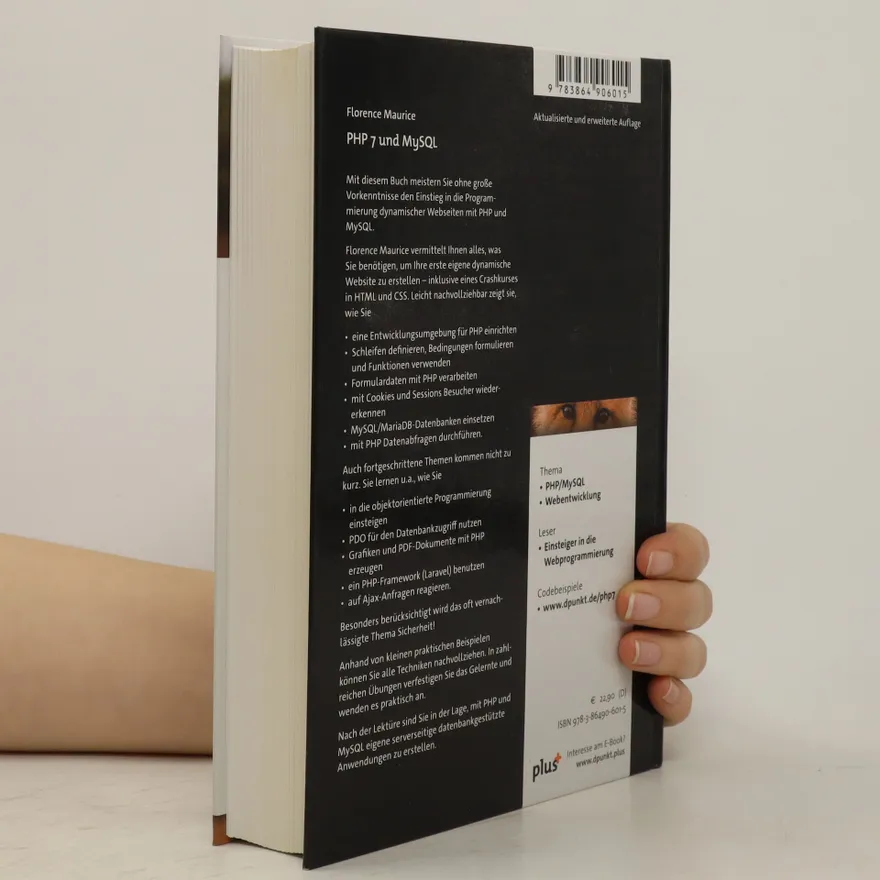 Florence Maurice
PHP 7 und MySQL
Mit diesem Buch meistern Sie ohne große
Vorkenntnisse den Einstieg in die Program-
mierung dynamischer Webseiten mit PHP und
MySQL.
Florence Maurice vermittelt Ihnen alles, was
Sie benötigen, um Ihre erste eigene dynamische
Website zu erstellen – inklusive eines Crashkurses
in HTML und CSS. Leicht nachvollziehbar zeigt sie,
wie Sie
• eine Entwicklungsumgebung für PHP einrichten
• Schleifen definieren, Bedingungen formulieren
und Funktionen verwenden
• Formulardaten mit PHP verarbeiten
• mit Cookies und Sessions Besucher wieder-
erkennen
• MySQL/MariaDB-Datenbanken einsetzen
• mit PHP Datenabfragen durchführen.
Auch fortgeschrittene Themen kommen nicht zu
kurz. Sie lernen u.a., wie Sie
• in die objektorientierte Programmierung
einsteigen
• PDO für den Datenbankzugriff nutzen
• Grafiken und PDF-Dokumente mit PHP
erzeugen
• ein PHP-Framework (Laravel) benutzen
• auf Ajax-Anfragen reagieren.
Besonders berücksichtigt wird das oft vernach-
lässigte Thema Sicherheit!
Anhand von kleinen praktischen Beispielen
können Sie alle Techniken nachvollziehen. In zahl-
reichen Übungen verfestigen Sie das Gelernte und
wenden es praktisch an.
Nach der Lektüre sind Sie in der Lage, mit PHP und
MySQL eigene serverseitige datenbankgestützte
Anwendungen zu erstellen.
9 783864 906015
Aktualisierte und erweiterte Auflage
Thema
• PHP/MySQL
• Webentwicklung
Leser
• Einsteiger in die
Webprogrammierung
Codebeispiele
• www.dpunkt.de/php7
€ 22,90 (D)
ISBN 978-3-86490-601-5
plus+
Interesse am E-Book?
www.dpunkt.plus